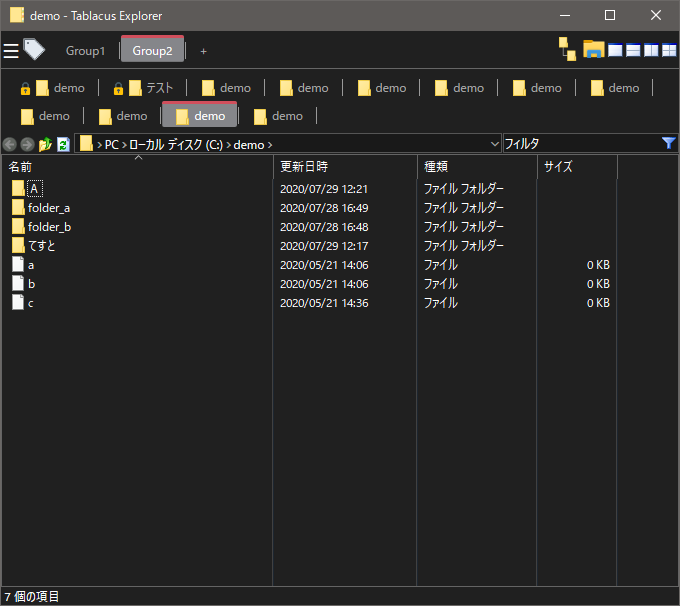 demo - Tablacus Explorer
Group1 Group2 +
demo テスト demo demo demo demo demo demo
demo demo demo demo
PC ローカル ディスク (C:) demo フィルタ
名前 更新日時 種類 サイズ
A 2020/07/29 12:21 ファイル フォルダー
folder_a 2020/07/28 16:49 ファイル フォルダー
folder_b 2020/07/28 16:48 ファイル フォルダー
てすと 2020/07/29 12:17 ファイル フォルダー
a 2020/05/21 14:06 ファイル 0 KB
b 2020/05/21 14:06 ファイル 0 KB
c 2020/05/21 14:36 ファイル 0 KB
7 個の項目